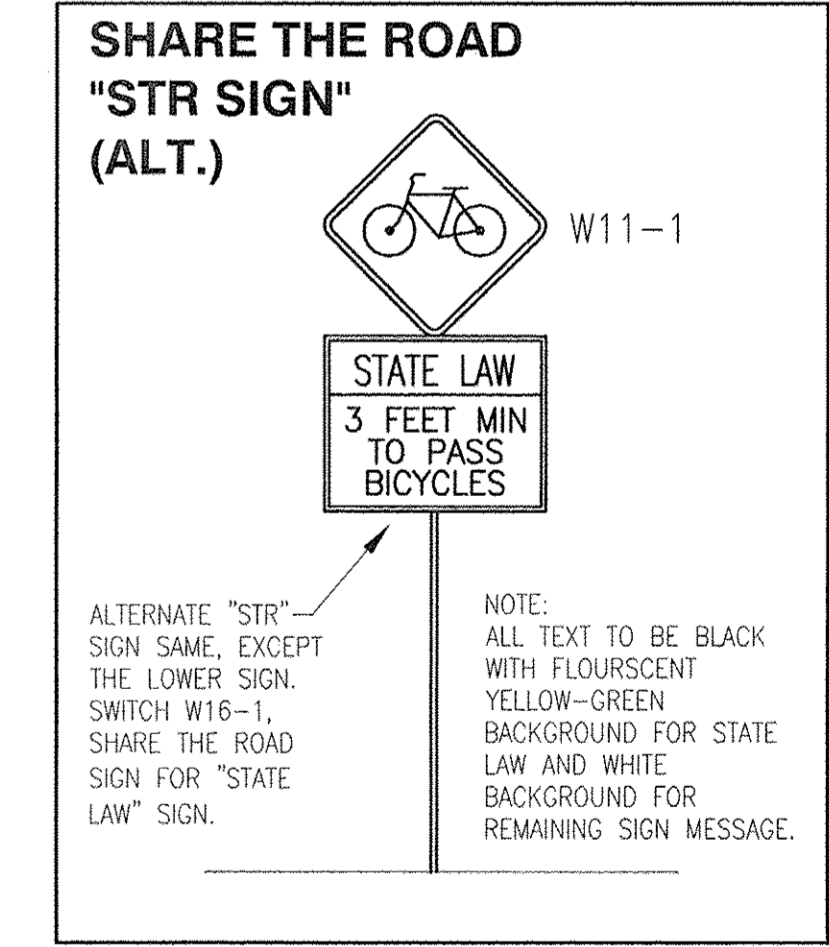 SHARE THE ROAD
"STR SIGN"
(ALT.)
W11-1
STATE LAW
3 FEET MIN
TO PASS
BICYCLES
ALTERNATE "STR"
SIGN SAME, EXCEPT
THE LOWER SIGN.
SWITCH W16-1,
SHARE THE ROAD
SIGN FOR "STATE
LAW" SIGN.
NOTE:
ALL TEXT TO BE BLACK
WITH FLOURSCENT
YELLOW-GREEN
BACKGROUND FOR STATE
LAW AND WHITE
BACKGROUND FOR
REMAINING SIGN MESSAGE.